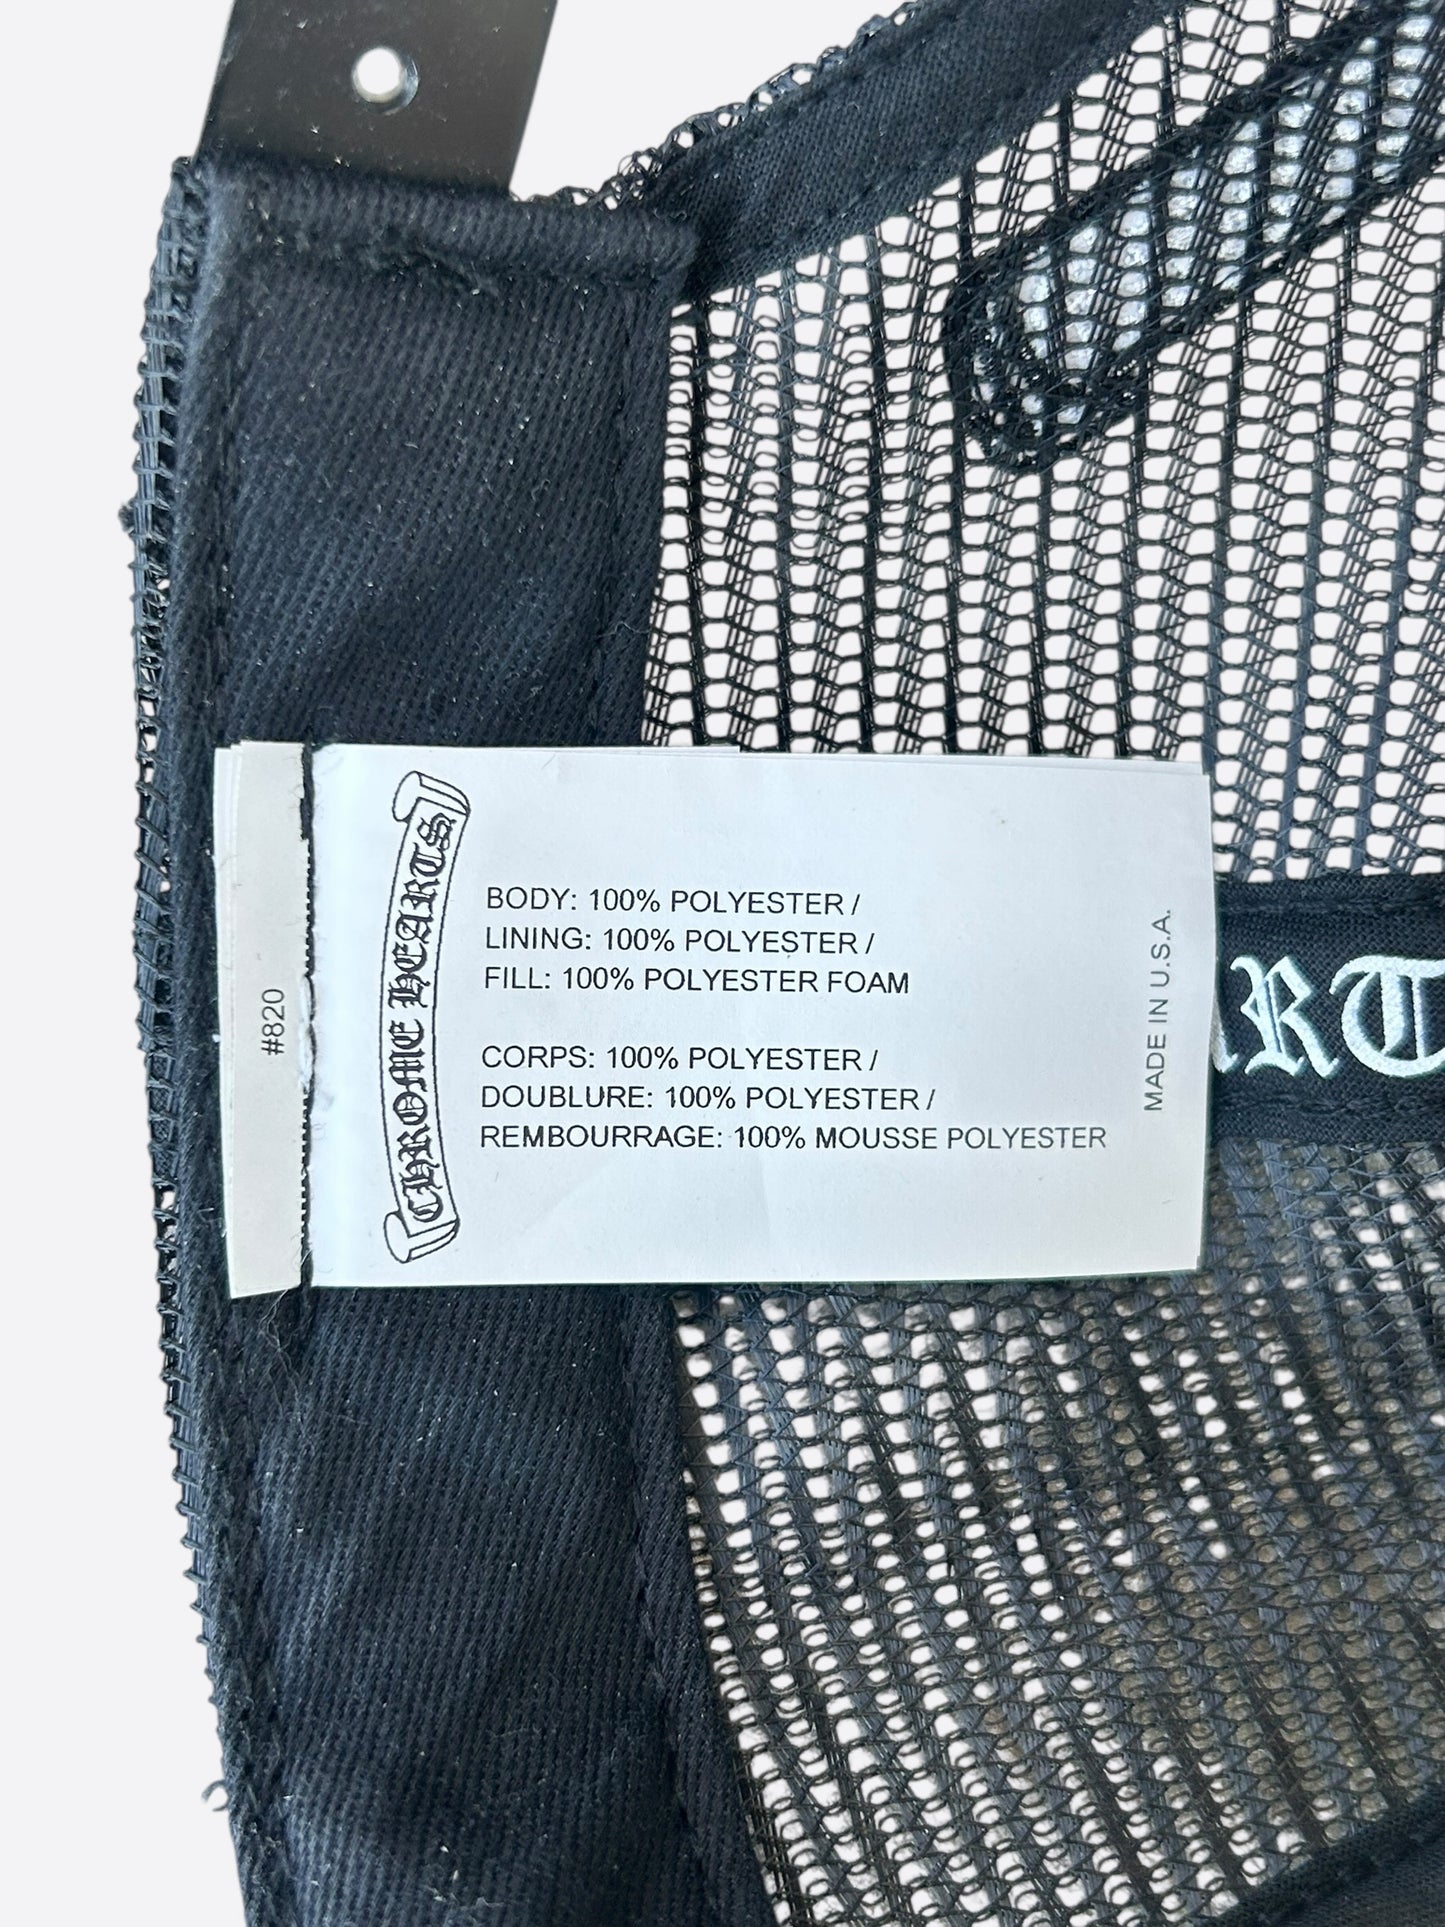 #820
CHROME HEARTS
BODY: 100% POLYESTER /
LINING: 100% POLYESTER /
FILL: 100% POLYESTER FOAM
CORPS: 100% POLYESTER /
DOUBLURE: 100% POLYESTER /
REMBOURRAGE: 100% MOUSSE POLYESTER
MADE IN U.S.A.
ART